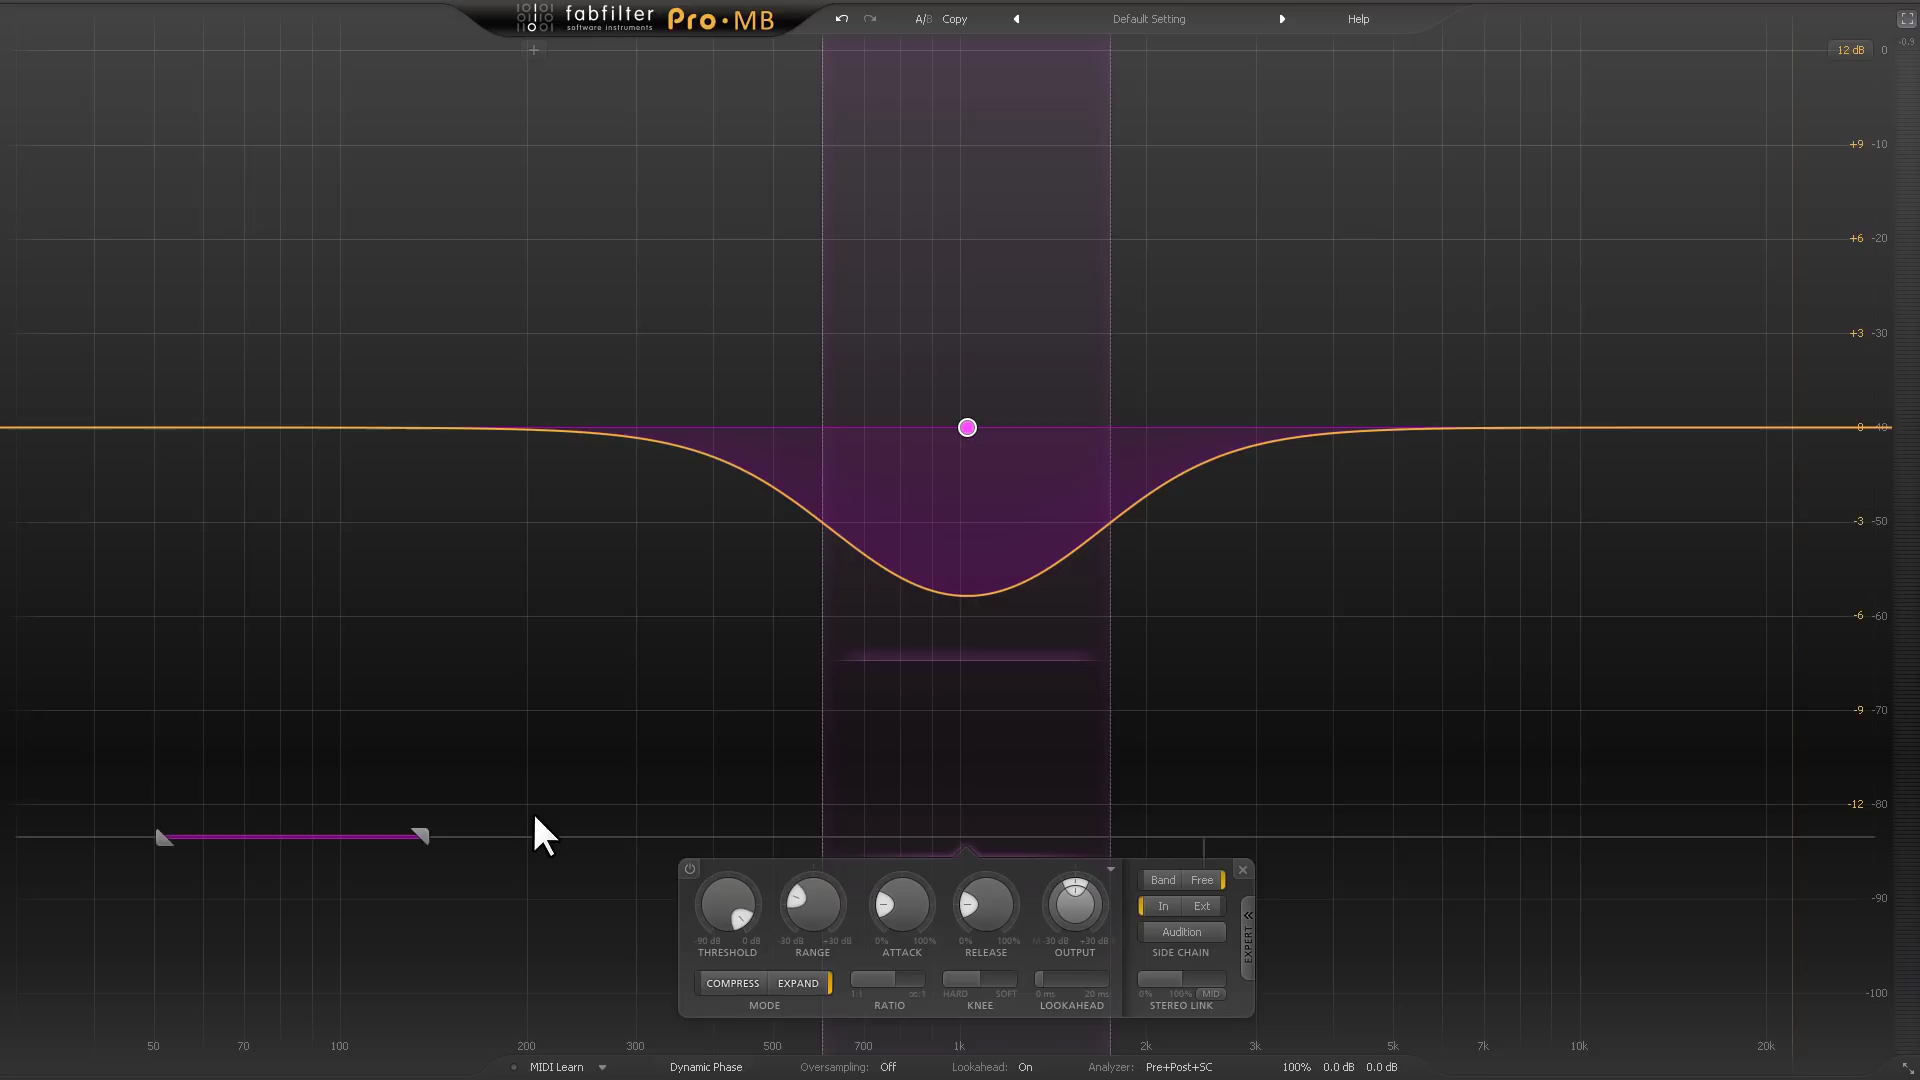 fabfilter Pro·MB
software instruments
A/B Copy Default Setting Help
-0.9
12 dB 0
+9 -10
+6 -20
+3 -30
0 -40
-3 -50
-6 -60
-9 -70
-12 -80
-90
-100
Band Free
In Ext
Audition
-90 dB 0 dB -30 dB +30 dB 0% 100% 0% 100% -30 dB +30 dB
THRESHOLD RANGE ATTACK RELEASE OUTPUT SIDE CHAIN
EXPERT
COMPRESS EXPAND
1:1 ∞:1 HARD SOFT 0 ms 20 ms 0% 100% MID
MODE RATIO KNEE LOOKAHEAD STEREO LINK
50 70 100 200 300 500 700 1k 2k 3k 5k 7k 10k 20k
MIDI Learn Dynamic Phase Oversampling: Off Lookahead: On Analyzer: Pre+Post+SC 100% 0.0 dB 0.0 dB